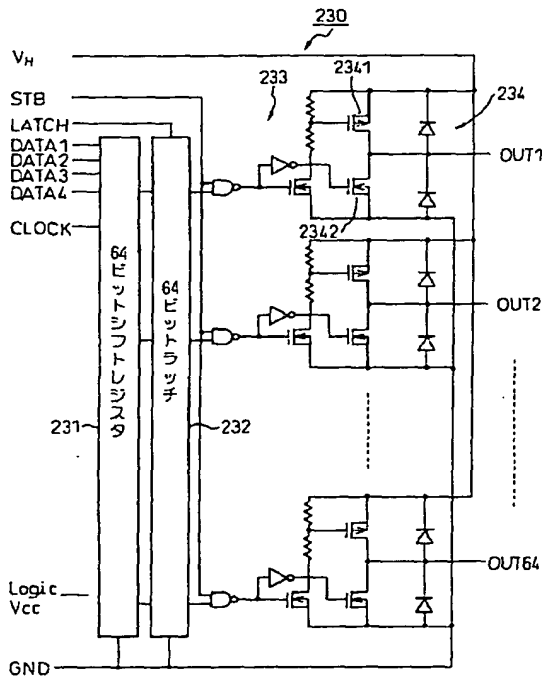 230
VH
233
2341
STB
234
LATCH
DATA1
DATA2
DATA3
DATA4
OUT1
CLOCK
2342
64ビットシフトレジスタ
64ビットラッチ
OUT2
231
232
OUT64
Logic
Vcc
GND